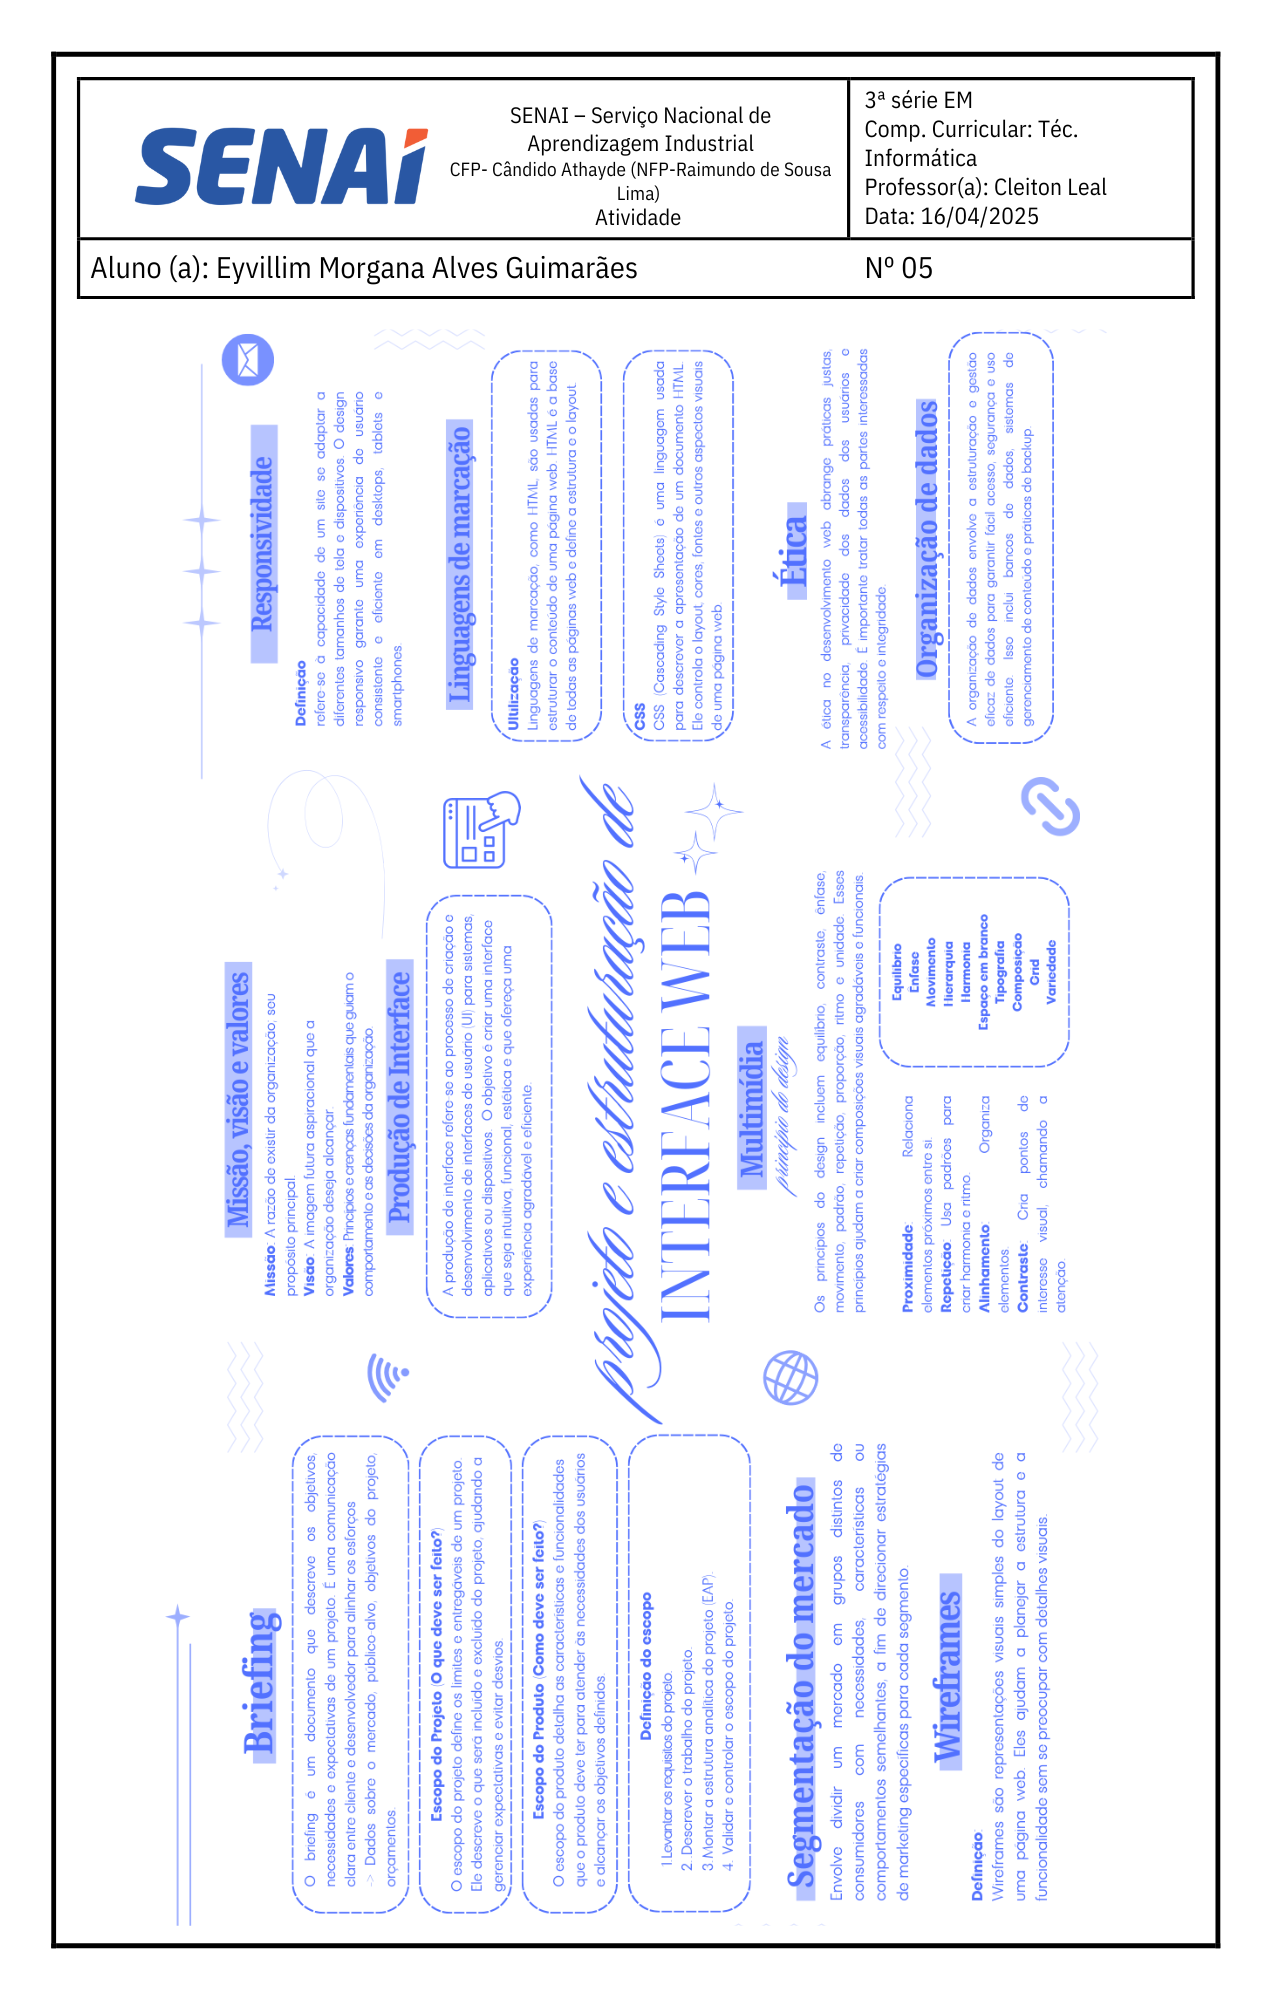 SENAI
SENAI – Serviço Nacional de
Aprendizagem Industrial
CFP- Cândido Athayde (NFP-Raimundo de Sousa
Lima)
Atividade
3ª série EM
Comp. Curricular: Téc.
Informática
Professor(a): Cleiton Leal
Data: 16/04/2025
Aluno (a): Eyvillim Morgana Alves Guimarães
Nº 05
Briefing
O briefing é um documento que descreve os objetivos,
necessidades e expectativas de um projeto. É uma comunicação
clara entre cliente e desenvolvedor para alinhar os esforços
-> Dados sobre o mercado, público-alvo, objetivos do projeto,
orçamentos.
Escopo do Projeto (O que deve ser feito?)
O escopo do projeto define os limites e entregáveis de um projeto.
Ele descreve o que será incluído e excluído do projeto, ajudando a
gerenciar expectativas e evitar desvios
Escopo do Produto (Como deve ser feito?)
O escopo do produto detalha as características e funcionalidades
que o produto deve ter para atender às necessidades dos usuários
e alcançar os objetivos definidos
Definição do escopo
1. Levantar os requisitos do projeto.
2. Descrever o trabalho do projeto.
3. Montar a estrutura analítica do projeto (EAP).
4. Validar e controlar o escopo do projeto.
Segmentação do mercado
Envolve dividir um mercado em grupos distintos de
consumidores com necessidades, características ou
comportamentos semelhantes, a fim de direcionar estratégias
de marketing específicas para cada segmento.
Wireframes
Definição:
Wireframes são representações visuais simples do layout de
uma página web. Eles ajudam a planejar a estrutura e a
funcionalidade sem se preocupar com detalhes visuais.
Missão, visão e valores
Missão: A razão de existir da organização; seu
propósito principal.
Visão: A imagem futura aspiracional que a
organização deseja alcançar.
Valores: Princípios e crenças fundamentais que guiam o
comportamento e as decisões da organização.
Produção de Interface
A produção de interface refere-se ao processo de criação e
desenvolvimento de interfaces de usuário (UI) para sistemas,
aplicativos ou dispositivos. O objetivo é criar uma interface
que seja intuitiva, funcional, estética e que ofereça uma
experiência agradável e eficiente
projeto e estruturação de
INTERFACE WEB
Multimídia
princípio do design
Os princípios do design incluem equilíbrio, contraste, ênfase,
movimento, padrão, repetição, proporção, ritmo e unidade. Esses
princípios ajudam a criar composições visuais agradáveis e funcionais.
Proximidade: Relaciona
elementos próximos entre si.
Repetição: Usa padrões para
criar harmonia e ritmo.
Alinhamento: Organiza
elementos.
Contraste: Cria pontos de
interesse visual, chamando a
atenção.
Equilíbrio
Ênfase
Movimento
Hierarquia
Harmonia
Espaço em branco
Tipografia
Composição
Grid
Variedade
Responsividade
Definição
refere-se à capacidade de um site se adaptar a
diferentes tamanhos de tela e dispositivos. O design
responsivo garante uma experiência de usuário
consistente e eficiente em desktops, tablets e
smartphones.
Linguagens de marcação
Ultulização
Linguagens de marcação, como HTML, são usadas para
estruturar o conteúdo de uma página web. HTML é a base
de todas as páginas web e define a estrutura e o layout
CSS
CSS (Cascading Style Sheets) é uma linguagem usada
para descrever a apresentação de um documento HTML.
Ele controla o layout, cores, fontes e outros aspectos visuais
de uma página web.
Ética
A ética no desenvolvimento web abrange práticas justas,
transparência, privacidade dos dados dos usuários e
acessibilidade. É importante tratar todas as partes interessadas
com respeito e integridade.
Organização de dados
A organização de dados envolve a estruturação e gestão
eficaz de dados para garantir fácil acesso, segurança e uso
eficiente. Isso inclui bancos de dados, sistemas de
gerenciamento de conteúdo e práticas de backup